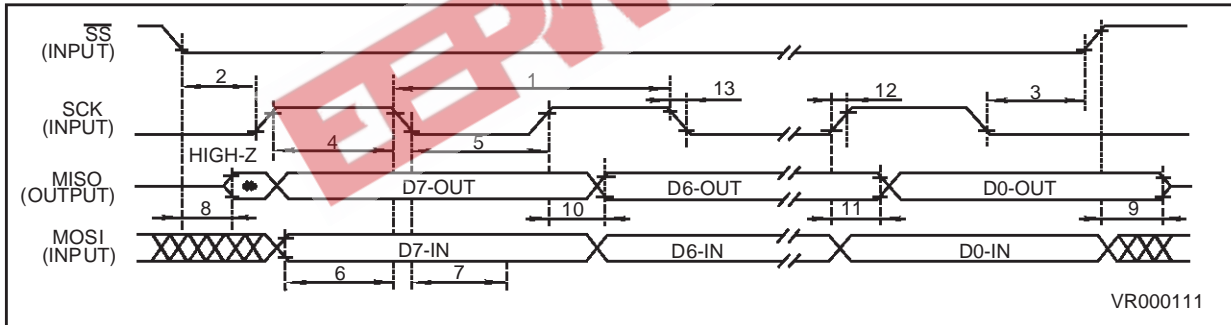 SS
(INPUT)
2
1
13
12
3
SCK
(INPUT)
4
5
HIGH-Z
MISO
(OUTPUT)
D7-OUT
D6-OUT
D0-OUT
8
10
11
9
MOSI
(INPUT)
D7-IN
D6-IN
D0-IN
6
7
VR000111